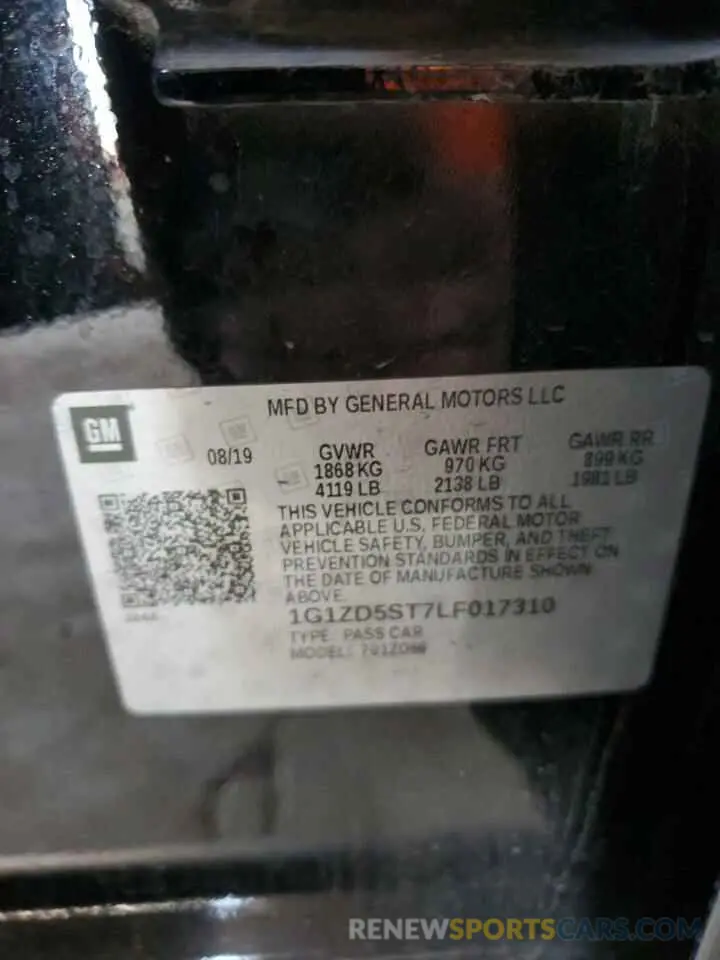 MFD BY GENERAL MOTORS LLC
GM
08/19
GVWR GAWR FRT GAWR RR
1868 KG 970 KG 899 KG
4119 LB 2138 LB 1981 LB
THIS VEHICLE CONFORMS TO ALL
APPLICABLE U.S. FEDERAL MOTOR
VEHICLE SAFETY, BUMPER, AND THEFT
PREVENTION STANDARDS IN EFFECT ON
THE DATE OF MANUFACTURE SHOWN
ABOVE.
1G1ZD5ST7LF017310
TYPE: PASS CAR
MODEL:
RENEWSPORTSCARS.COM